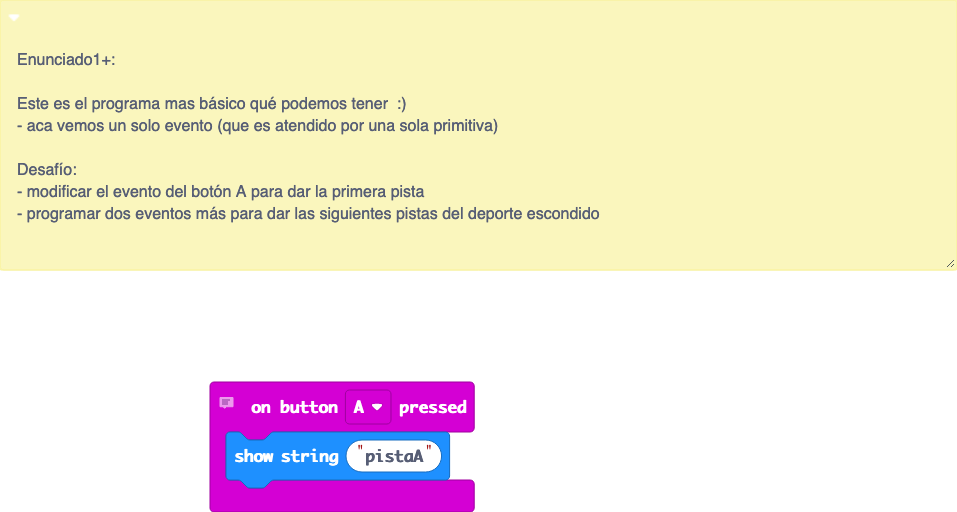 Enunciado1+:
Este es el programa mas básico qué podemos tener  :)
- aca vemos un solo evento (que es atendido por una sola primitiva)
Desafío:
- modificar el evento del botón A para dar la primera pista
- programar dos eventos más para dar las siguientes pistas del deporte escondido
on button A pressed
show string "pistaA"